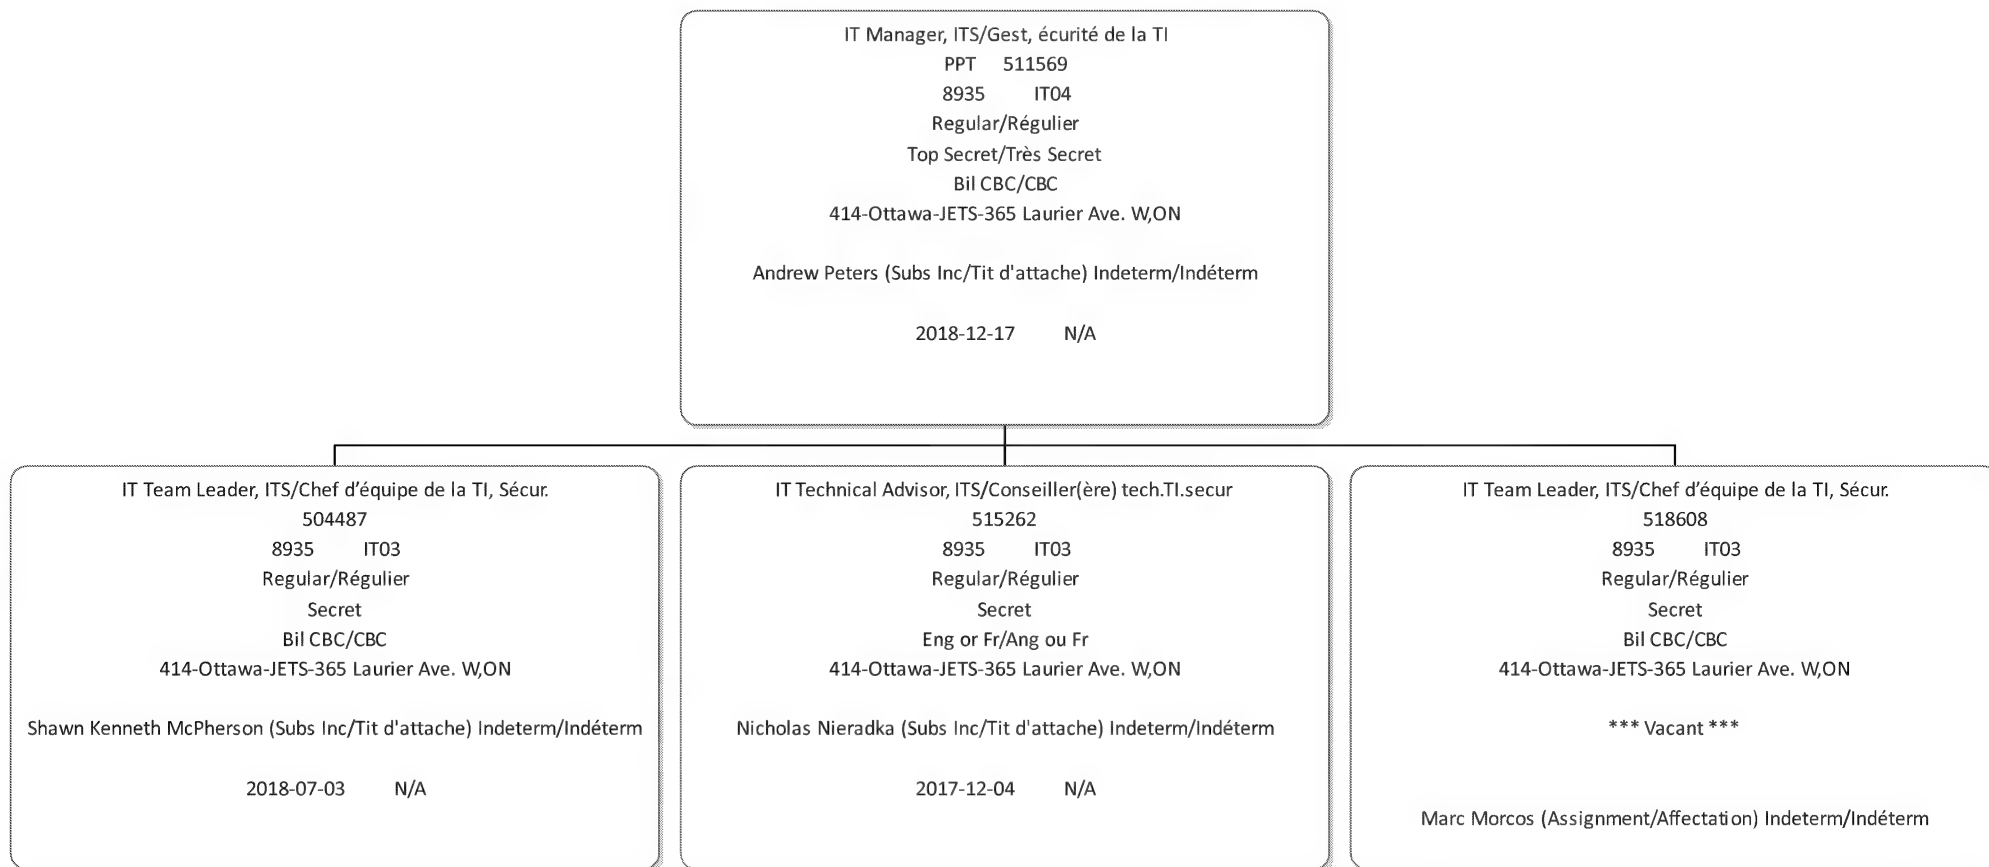 IT Manager, ITS/Gest, écurité de la TI
PPT 511569
8935 IT04
Regular/Régulier
Top Secret/Très Secret
Bil CBC/CBC
414-Ottawa-JETS-365 Laurier Ave. W,ON
Andrew Peters (Subs Inc/Tit d'attache) Indeterm/Indéterm
2018-12-17 N/A
IT Team Leader, ITS/Chef d’équipe de la TI, Sécur.
504487
8935 IT03
Regular/Régulier
Secret
Bil CBC/CBC
414-Ottawa-JETS-365 Laurier Ave. W,ON
Shawn Kenneth McPherson (Subs Inc/Tit d'attache) Indeterm/Indéterm
2018-07-03 N/A
IT Technical Advisor, ITS/Conseiller(ère) tech.TI.secur
515262
8935 IT03
Regular/Régulier
Secret
Eng or Fr/Ang ou Fr
414-Ottawa-JETS-365 Laurier Ave. W,ON
Nicholas Nieradka (Subs Inc/Tit d'attache) Indeterm/Indéterm
2017-12-04 N/A
IT Team Leader, ITS/Chef d’équipe de la TI, Sécur.
518608
8935 IT03
Regular/Régulier
Secret
Bil CBC/CBC
414-Ottawa-JETS-365 Laurier Ave. W,ON
*** Vacant ***
Marc Morcos (Assignment/Affectation) Indeterm/Indéterm